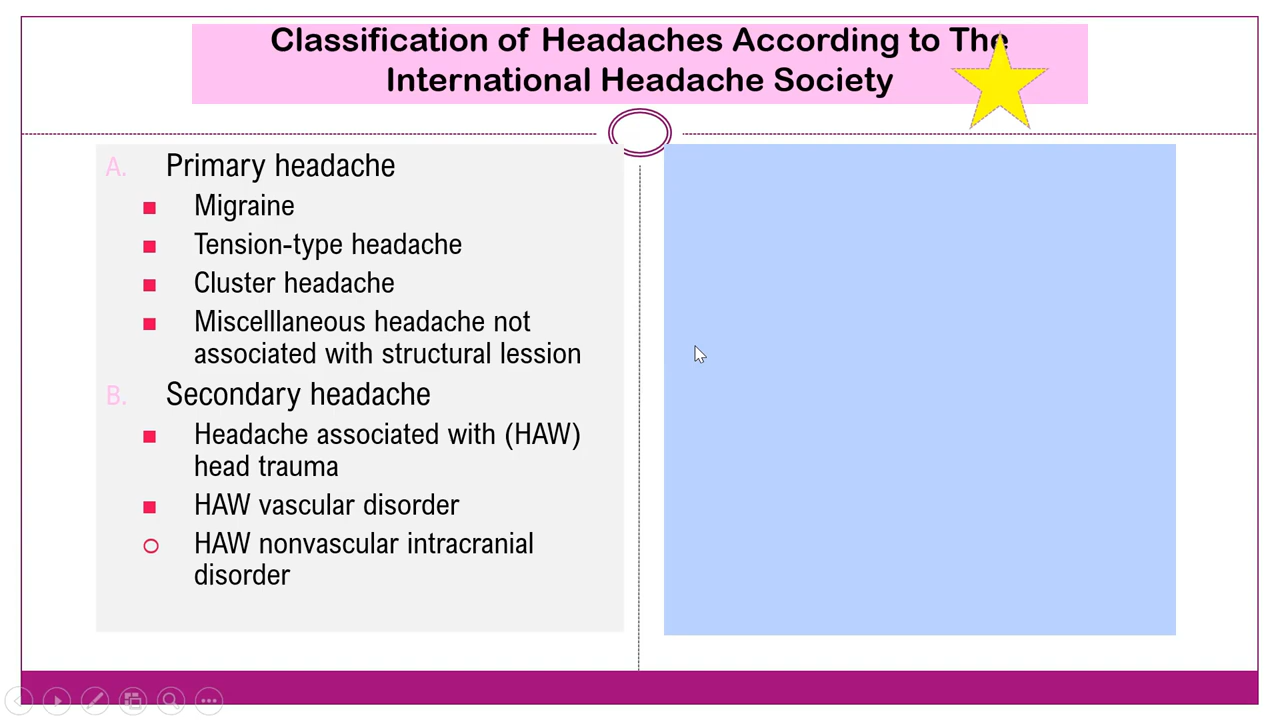 Classification of Headaches According to The
International Headache Society
A. Primary headache
Migraine
Tension-type headache
Cluster headache
Miscelllaneous headache not
associated with structural lession
B. Secondary headache
Headache associated with (HAW)
head trauma
HAW vascular disorder
HAW nonvascular intracranial
disorder